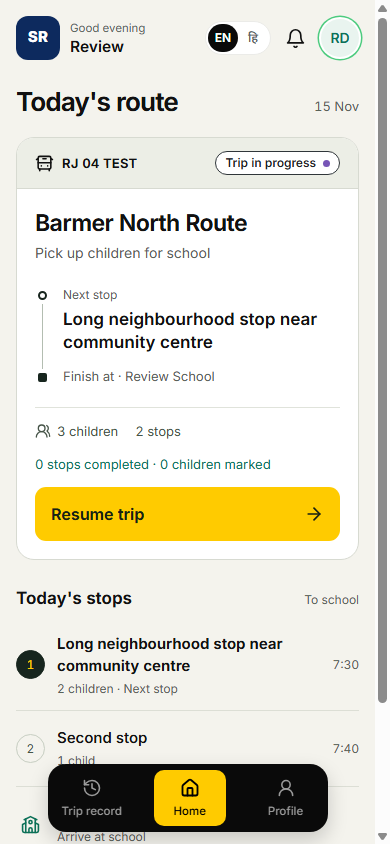 SR
Good evening
Review
EN
हि
RD
Today's route
15 Nov
RJ 04 TEST
Trip in progress
Barmer North Route
Pick up children for school
Next stop
Long neighbourhood stop near
community centre
Finish at · Review School
3 children
2 stops
0 stops completed · 0 children marked
Resume trip
Today's stops
To school
1
Long neighbourhood stop near
community centre
7:30
2 children · Next stop
2
Second stop
7:40
1 child
Trip record
Home
Profile
Arrive at school